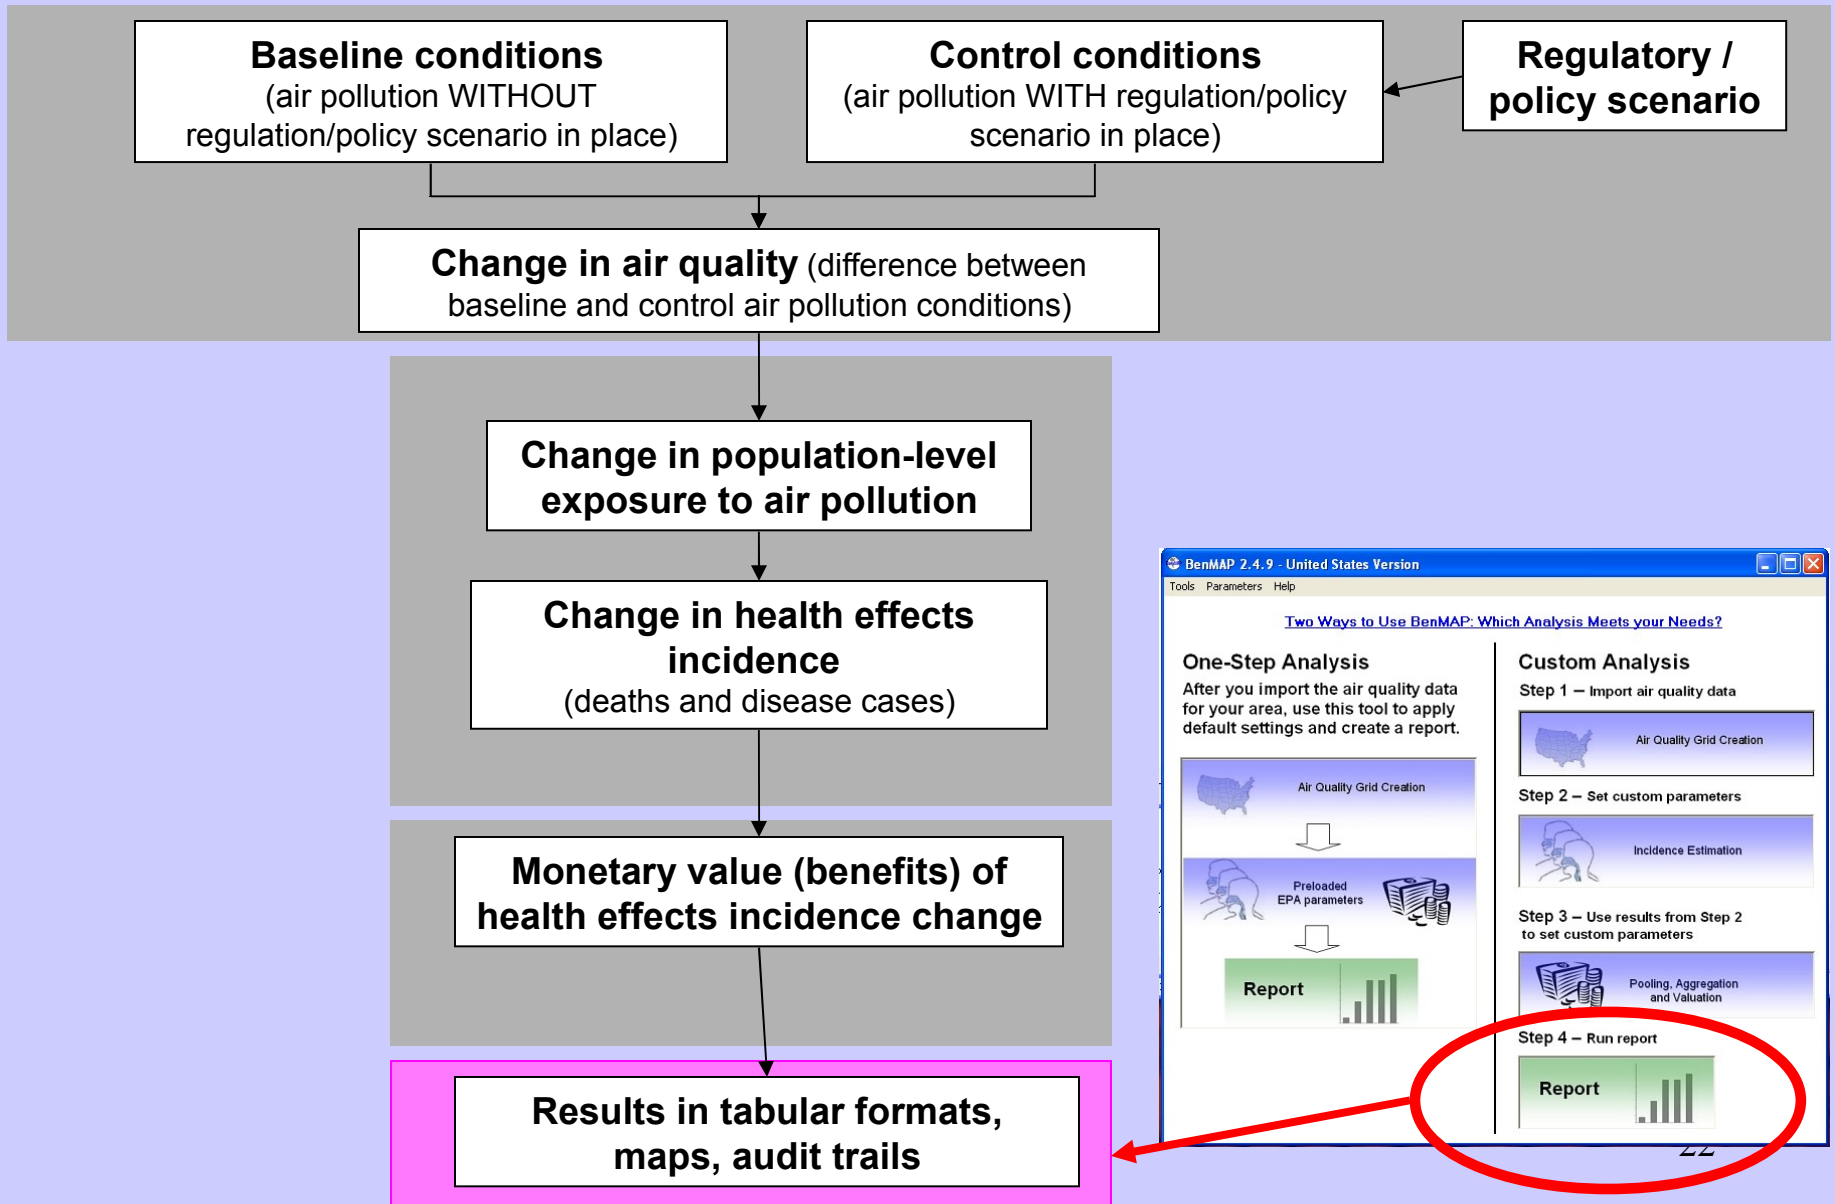 Baseline conditions
(air pollution WITHOUT
regulation/policy scenario in place)
Control conditions
(air pollution WITH regulation/policy
scenario in place)
Regulatory /
policy scenario
Change in air quality (difference between
baseline and control air pollution conditions)
Change in population-level
exposure to air pollution
Change in health effects
incidence
(deaths and disease cases)
Monetary value (benefits) of
health effects incidence change
Results in tabular formats,
maps, audit trails
BenMAP 2.4.9 - United States Version
Tools Parameters Help
Two Ways to Use BenMAP: Which Analysis Meets your Needs?
One-Step Analysis
After you import the air quality data
for your area, use this tool to apply
default settings and create a report.
Air Quality Grid Creation
Preloaded
EPA parameters
Report
Custom Analysis
Step 1 – Import air quality data
Air Quality Grid Creation
Step 2 – Set custom parameters
Incidence Estimation
Step 3 – Use results from Step 2
to set custom parameters
Pooling, Aggregation
and Valuation
Step 4 – Run report
Report